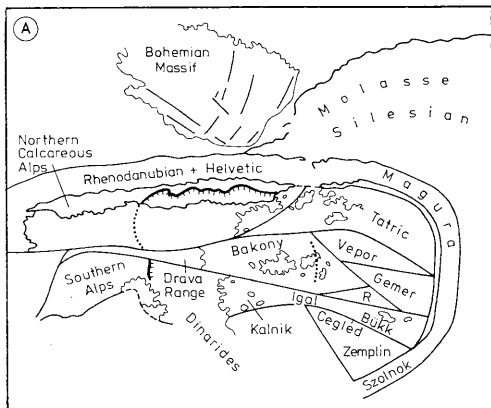 A
Bohemian
Massif
Molasse
Silesian
Northern
Calcareous
Alps
Rhenodanubian + Helvetic
Magura
Tatric
Bakony
Vepor
Southern
Alps
Drava
Range
Gemer
Igal
R
Bükk
Dinarides
Kalnik
Cegléd
Zemplin
Szolnok